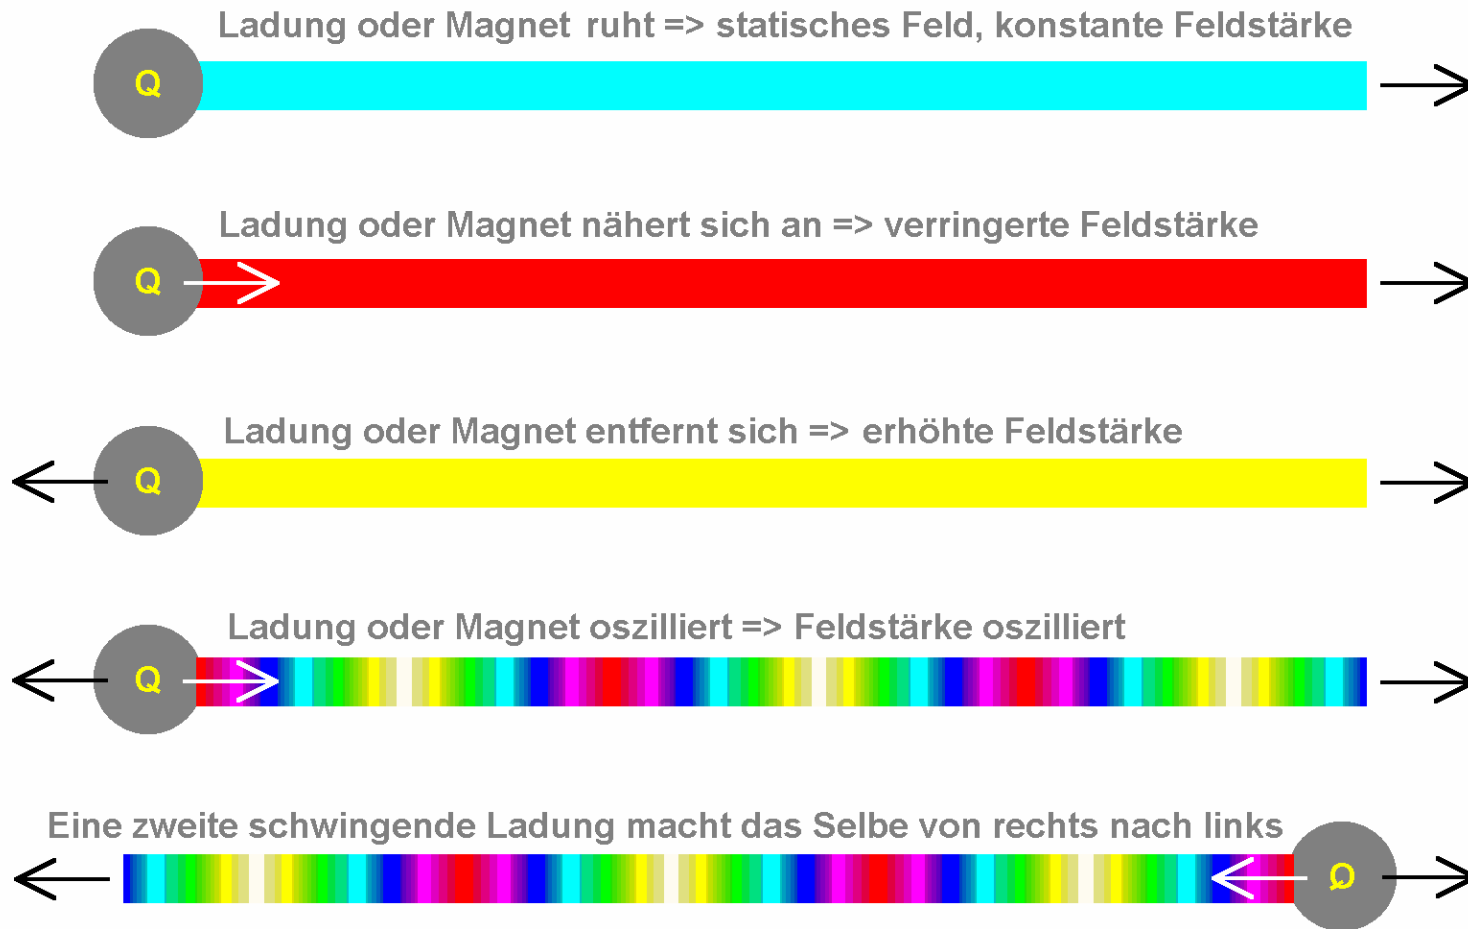 Ladung oder Magnet ruht => statisches Feld, konstante Feldstärke
Q
Ladung oder Magnet nähert sich an => verringerte Feldstärke
Q
Ladung oder Magnet entfernt sich => erhöhte Feldstärke
Q
Ladung oder Magnet oszilliert => Feldstärke oszilliert
Q
Eine zweite schwingende Ladung macht das Selbe von rechts nach links
Q